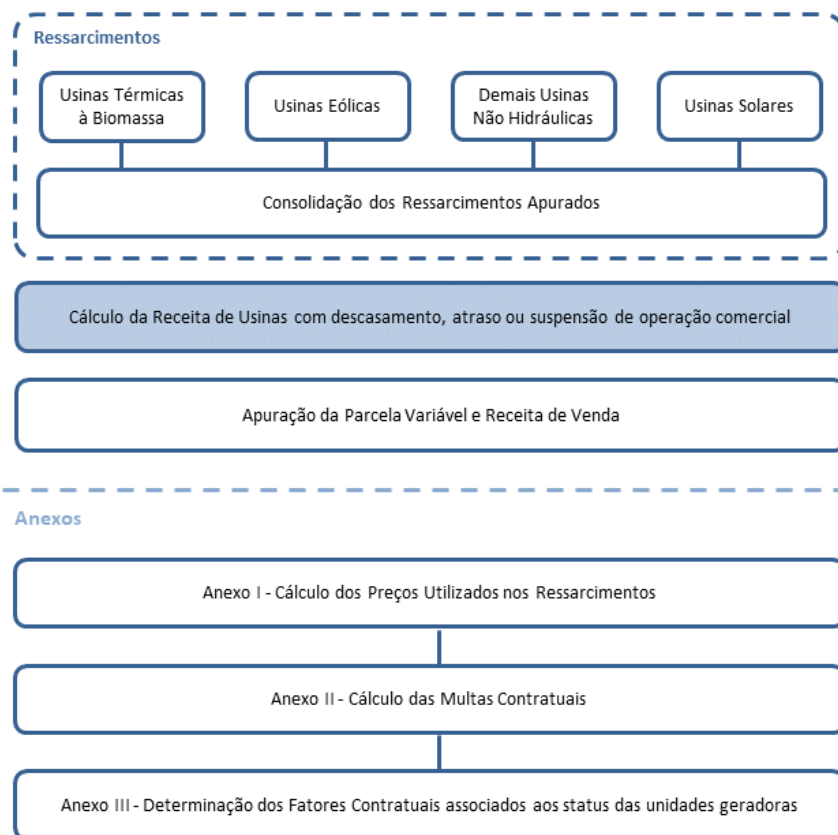 Ressarcimentos
Usinas Térmicas
à Biomassa
Usinas Eólicas
Demais Usinas
Não Hidráulicas
Usinas Solares
Consolidação dos Ressarcimentos Apurados
Cálculo da Receita de Usinas com descasamento, atraso ou suspensão de operação comercial
Apuração da Parcela Variável e Receita de Venda
Anexos
Anexo I - Cálculo dos Preços Utilizados nos Ressarcimentos
Anexo II - Cálculo das Multas Contratuais
Anexo III - Determinação dos Fatores Contratuais associados aos status das unidades geradoras